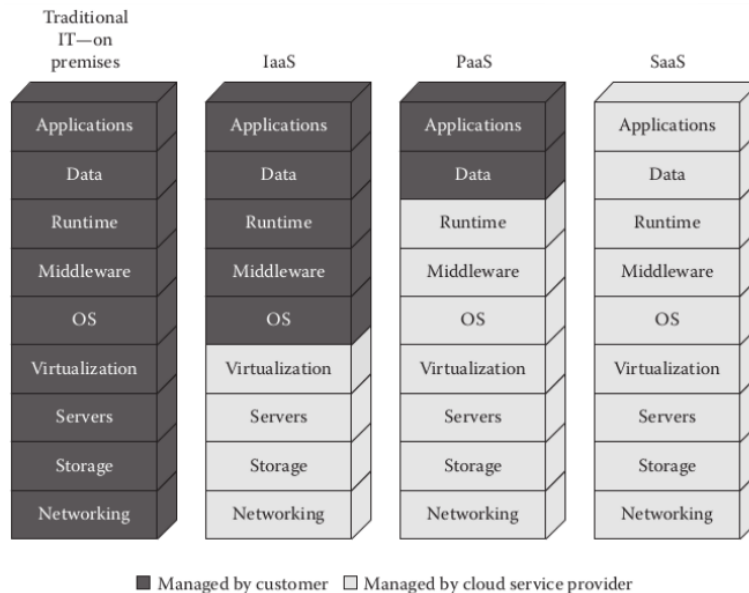 Traditional
IT—on
premises
IaaS
PaaS
SaaS
Applications
Applications
Applications
Applications
Data
Data
Data
Data
Runtime
Runtime
Runtime
Runtime
Middleware
Middleware
Middleware
Middleware
OS
OS
OS
OS
Virtualization
Virtualization
Virtualization
Virtualization
Servers
Servers
Servers
Servers
Storage
Storage
Storage
Storage
Networking
Networking
Networking
Networking
Managed by customer
Managed by cloud service provider